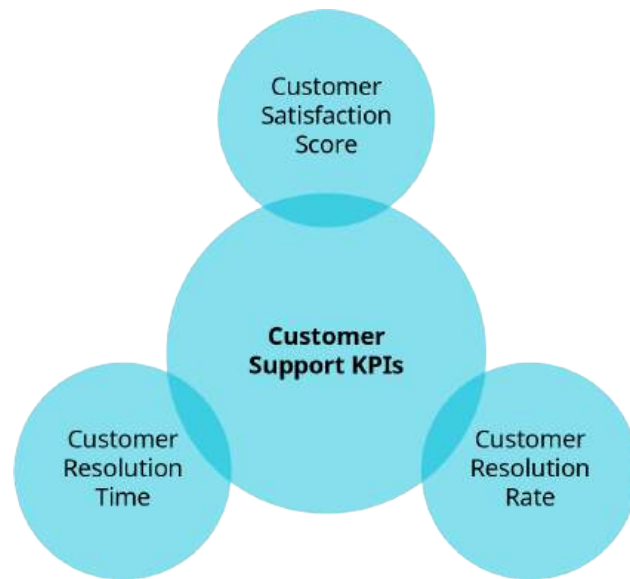 Customer
Satisfaction
Score
Customer
Support KPIs
Customer
Resolution
Time
Customer
Resolution
Rate